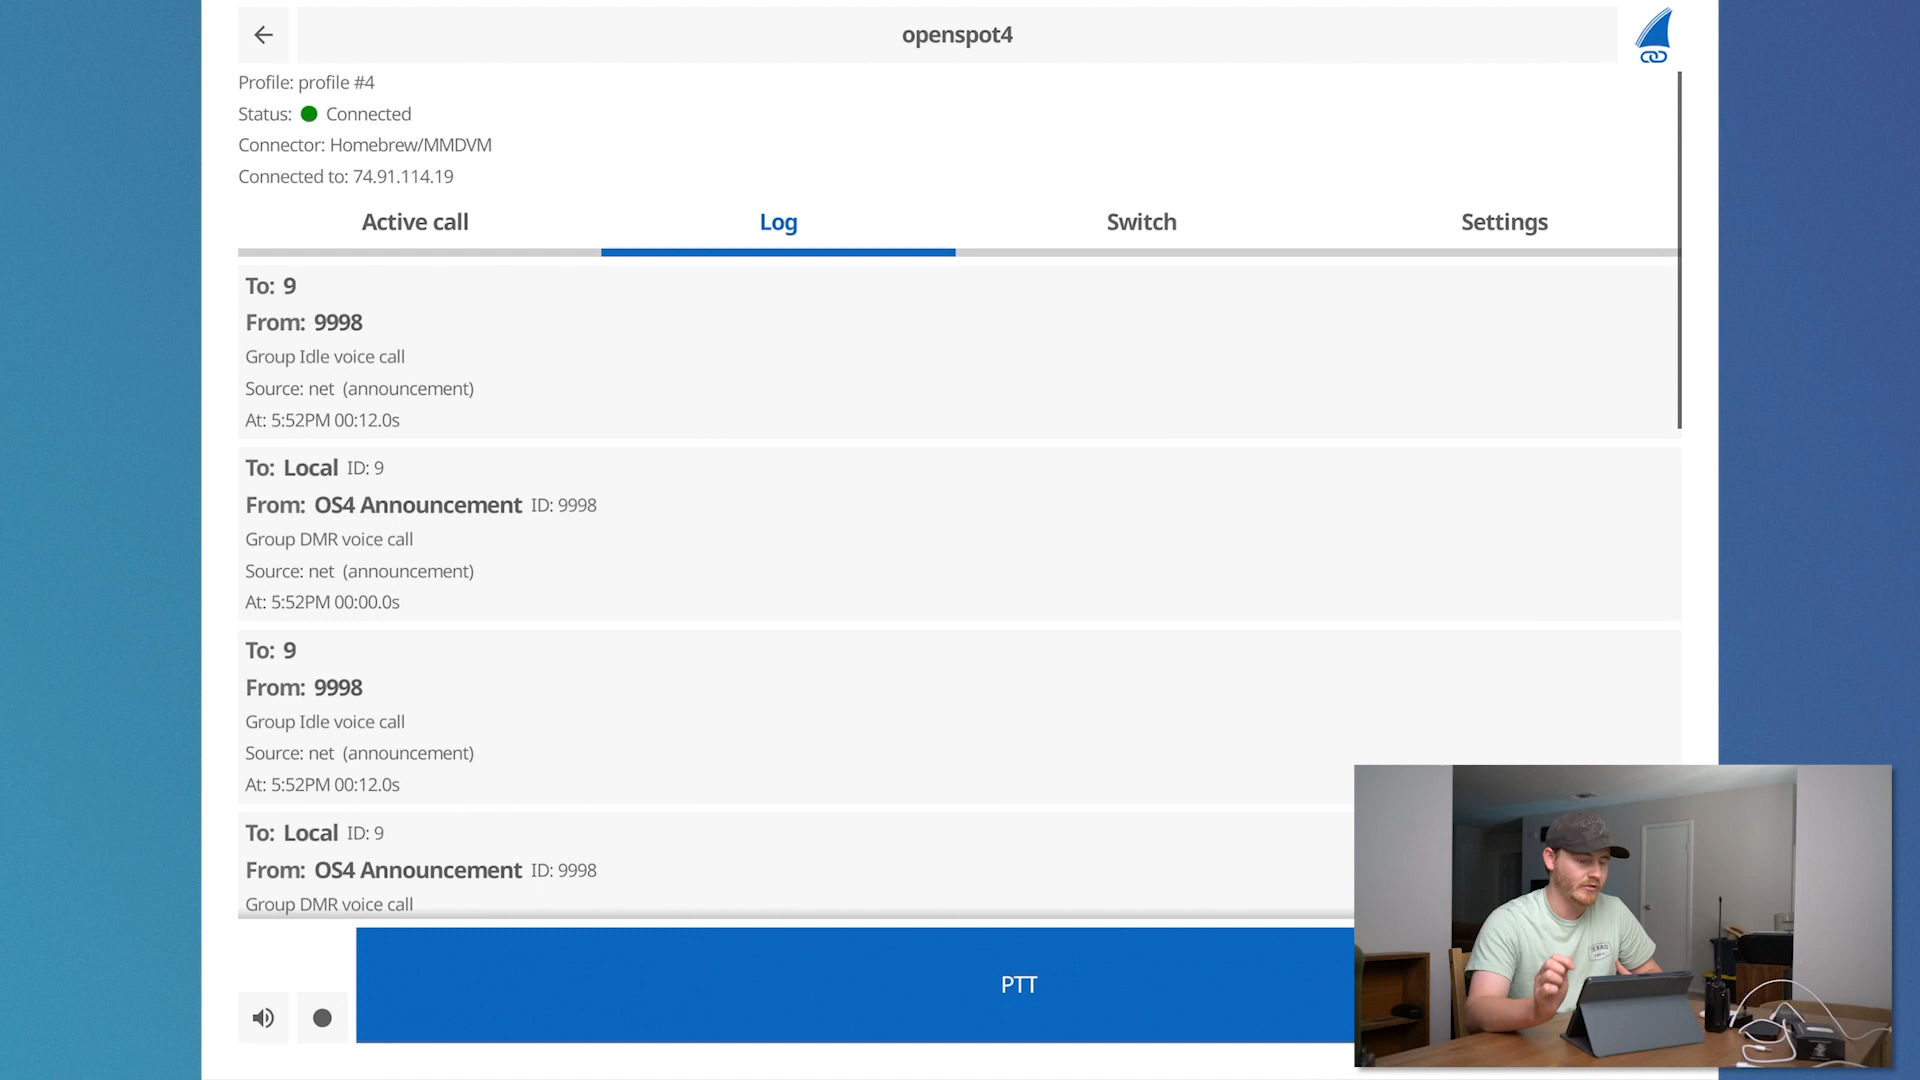 openspot4
Profile: profile #4
Status: Connected
Connector: Homebrew/MMDVM
Connected to: 74.91.114.19
Active call
Log
Switch
Settings
To: 9
From: 9998
Group Idle voice call
Source: net (announcement)
At: 5:52PM 00:12.0s
To: Local ID: 9
From: OS4 Announcement ID: 9998
Group DMR voice call
Source: net (announcement)
At: 5:52PM 00:00.0s
To: 9
From: 9998
Group Idle voice call
Source: net (announcement)
At: 5:52PM 00:12.0s
To: Local ID: 9
From: OS4 Announcement ID: 9998
Group DMR voice call
PTT
TEXAS